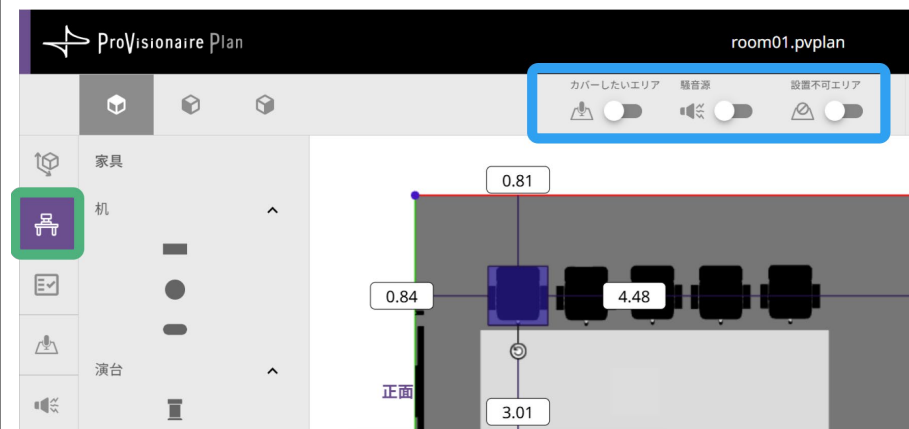 ProVisionaire Plan
room01.pvplan
カバーしたいエリア
騒音源
設置不可エリア
家具
机
演台
0.81
0.84
4.48
正面
3.01